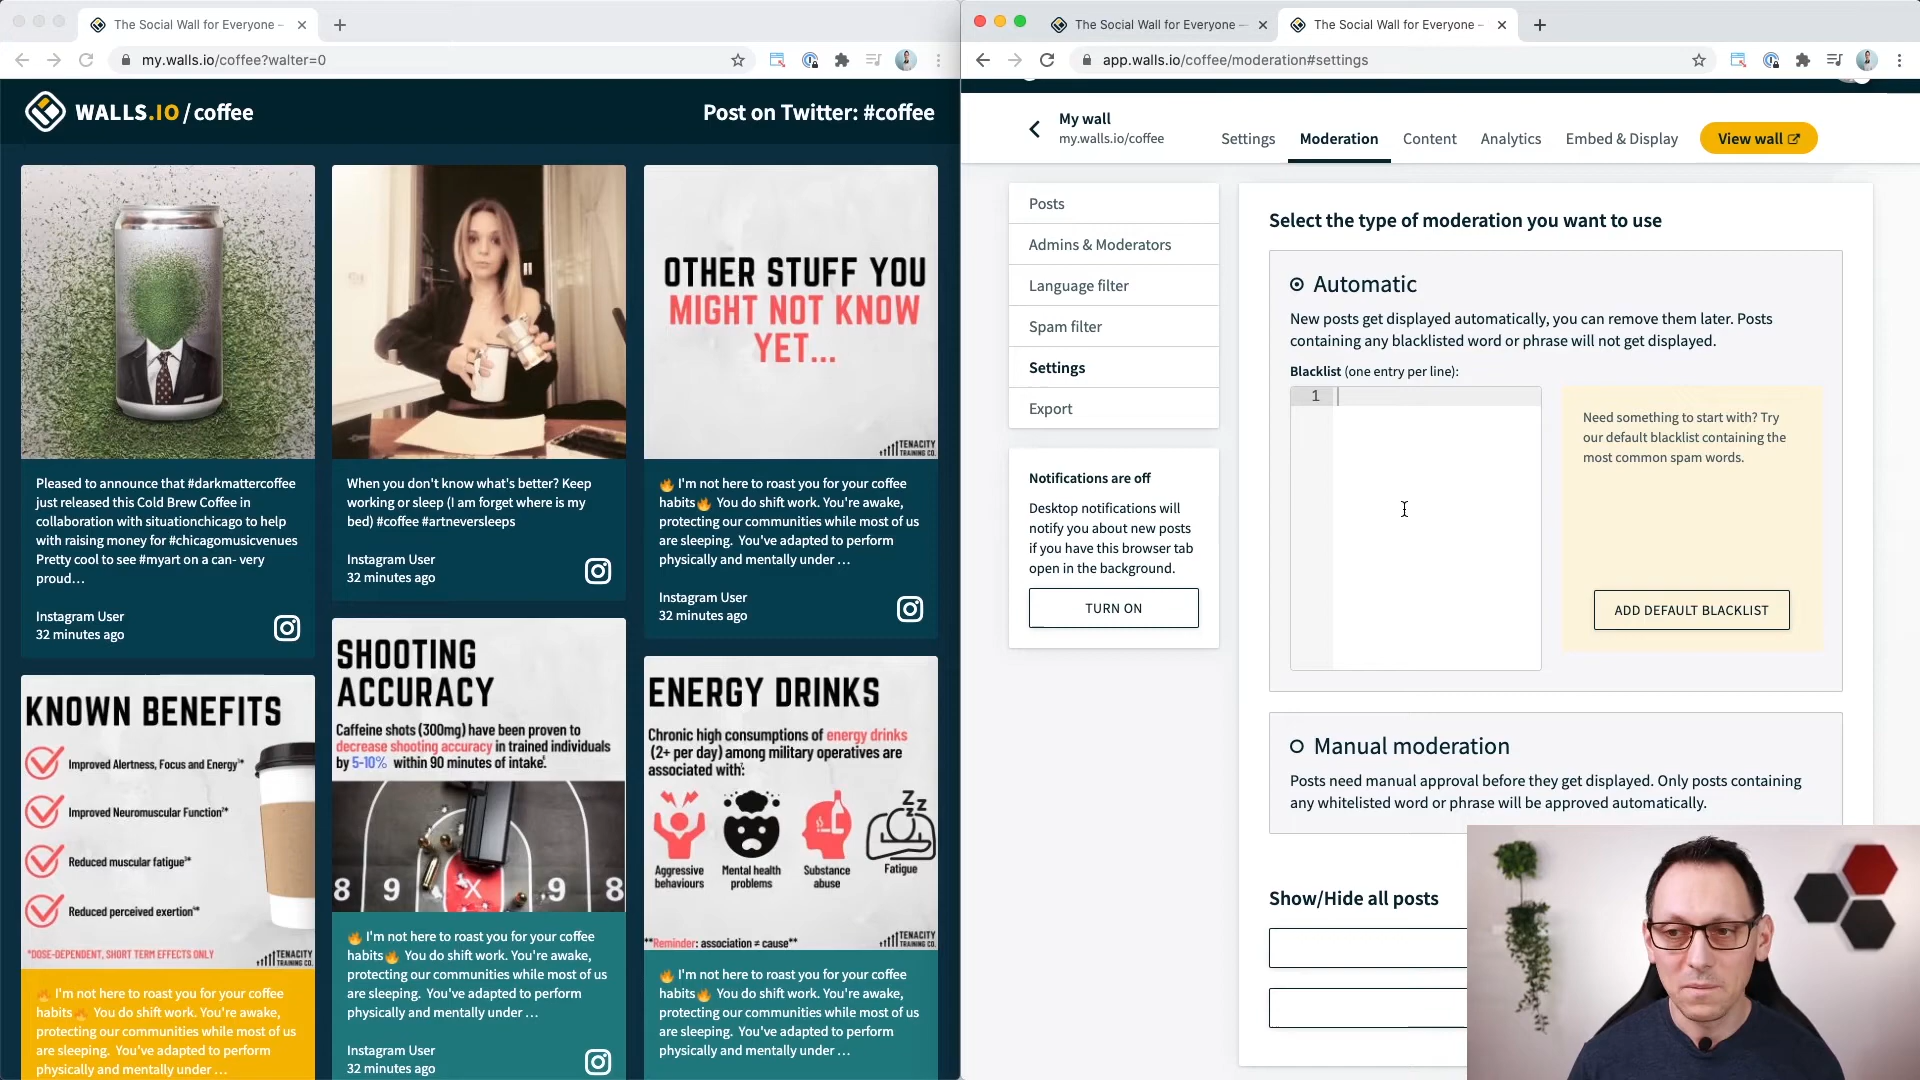 The Social Wall for Everyone –
my.walls.io/coffee?walter=0
WALLS.IO/coffee
Post on Twitter: #coffee
Pleased to announce that #darkmattercoffee
just released this Cold Brew Coffee in
collaboration with situationchicago to help
with raising money for #chicagomusicvenues
Pretty cool to see #myart on a can- very
proud…
Instagram User
32 minutes ago
KNOWN BENEFITS
Improved Alertness, Focus and Energy¹*
Improved Neuromuscular Function²*
Reduced muscular fatigue³*
Reduced perceived exertion⁴*
*DOSE-DEPENDENT, SHORT TERM EFFECTS ONLY
TENACITY
TRAINING CO.
🔥 I'm not here to roast you for your coffee
habits🔥 You do shift work. You're awake,
protecting our communities while most of us
are sleeping. You've adapted to perform
physically and mentally under …
When you don't know what's better? Keep
working or sleep (I am forget where is my
bed) #coffee #artneversleeps
Instagram User
32 minutes ago
SHOOTING
ACCURACY
Caffeine shots (300mg) have been proven to
decrease shooting accuracy in trained individuals
by 5-10% within 90 minutes of intake.
8 9 X .9 8
🔥 I'm not here to roast you for your coffee
habits🔥 You do shift work. You're awake,
protecting our communities while most of us
are sleeping. You've adapted to perform
physically and mentally under …
Instagram User
32 minutes ago
OTHER STUFF YOU
MIGHT NOT KNOW
YET...
TENACITY
TRAINING CO.
🔥 I'm not here to roast you for your coffee
habits🔥 You do shift work. You're awake,
protecting our communities while most of us
are sleeping. You've adapted to perform
physically and mentally under …
Instagram User
32 minutes ago
ENERGY DRINKS
Chronic high consumptions of energy drinks
(2+ per day) among military operatives are
associated with:
Aggressive
behaviours
Mental health
problems
Substance
abuse
ZZZ
Fatigue
**Reminder: association ≠ cause**
TENACITY
TRAINING CO.
🔥 I'm not here to roast you for your coffee
habits🔥 You do shift work. You're awake,
protecting our communities while most of us
are sleeping. You've adapted to perform
physically and mentally under …
The Social Wall for Everyone –
The Social Wall for Everyone –
app.walls.io/coffee/moderation#settings
My wall
my.walls.io/coffee
Settings
Moderation
Content
Analytics
Embed & Display
View wall
Posts
Admins & Moderators
Language filter
Spam filter
Settings
Export
Notifications are off
Desktop notifications will
notify you about new posts
if you have this browser tab
open in the background.
TURN ON
Select the type of moderation you want to use
Automatic
New posts get displayed automatically, you can remove them later. Posts
containing any blacklisted word or phrase will not get displayed.
Blacklist (one entry per line):
1
Need something to start with? Try
our default blacklist containing the
most common spam words.
ADD DEFAULT BLACKLIST
Manual moderation
Posts need manual approval before they get displayed. Only posts containing
any whitelisted word or phrase will be approved automatically.
Show/Hide all posts